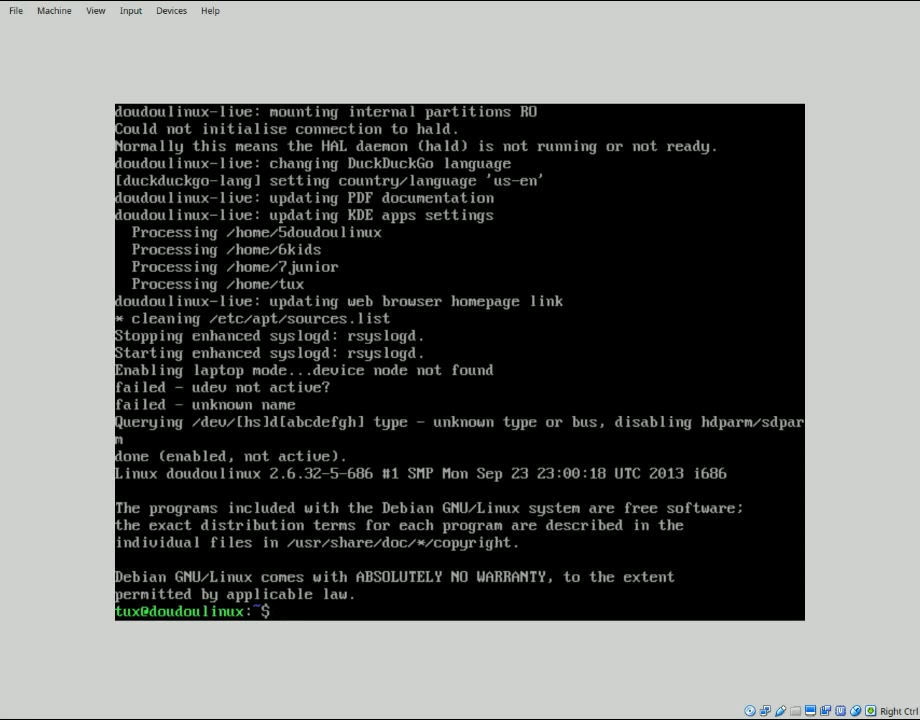 File Machine View Input Devices Help
doudoulinux-live: mounting internal partitions RO
Could not initialise connection to hald.
Normally this means the HAL daemon (hald) is not running or not ready.
doudoulinux-live: changing DuckDuckGo language
[duckduckgo-lang] setting country/language 'us-en'
doudoulinux-live: updating PDF documentation
doudoulinux-live: updating KDE apps settings
  Processing /home/5doudoulinux
  Processing /home/6kids
  Processing /home/7junior
  Processing /home/tux
doudoulinux-live: updating web browser homepage link
* cleaning /etc/apt/sources.list
Stopping enhanced syslogd: rsyslogd.
Starting enhanced syslogd: rsyslogd.
Enabling laptop mode...device node not found
failed - udev not active?
failed - unknown name
Querying /dev/[hs]d[abcdefgh] type - unknown type or bus, disabling hdparm/sdpar
m
done (enabled, not active).
Linux doudoulinux 2.6.32-5-686 #1 SMP Mon Sep 23 23:00:18 UTC 2013 i686
The programs included with the Debian GNU/Linux system are free software;
the exact distribution terms for each program are described in the
individual files in /usr/share/doc/*/copyright.
Debian GNU/Linux comes with ABSOLUTELY NO WARRANTY, to the extent
permitted by applicable law.
tux@doudoulinux:~$
Right Ctrl